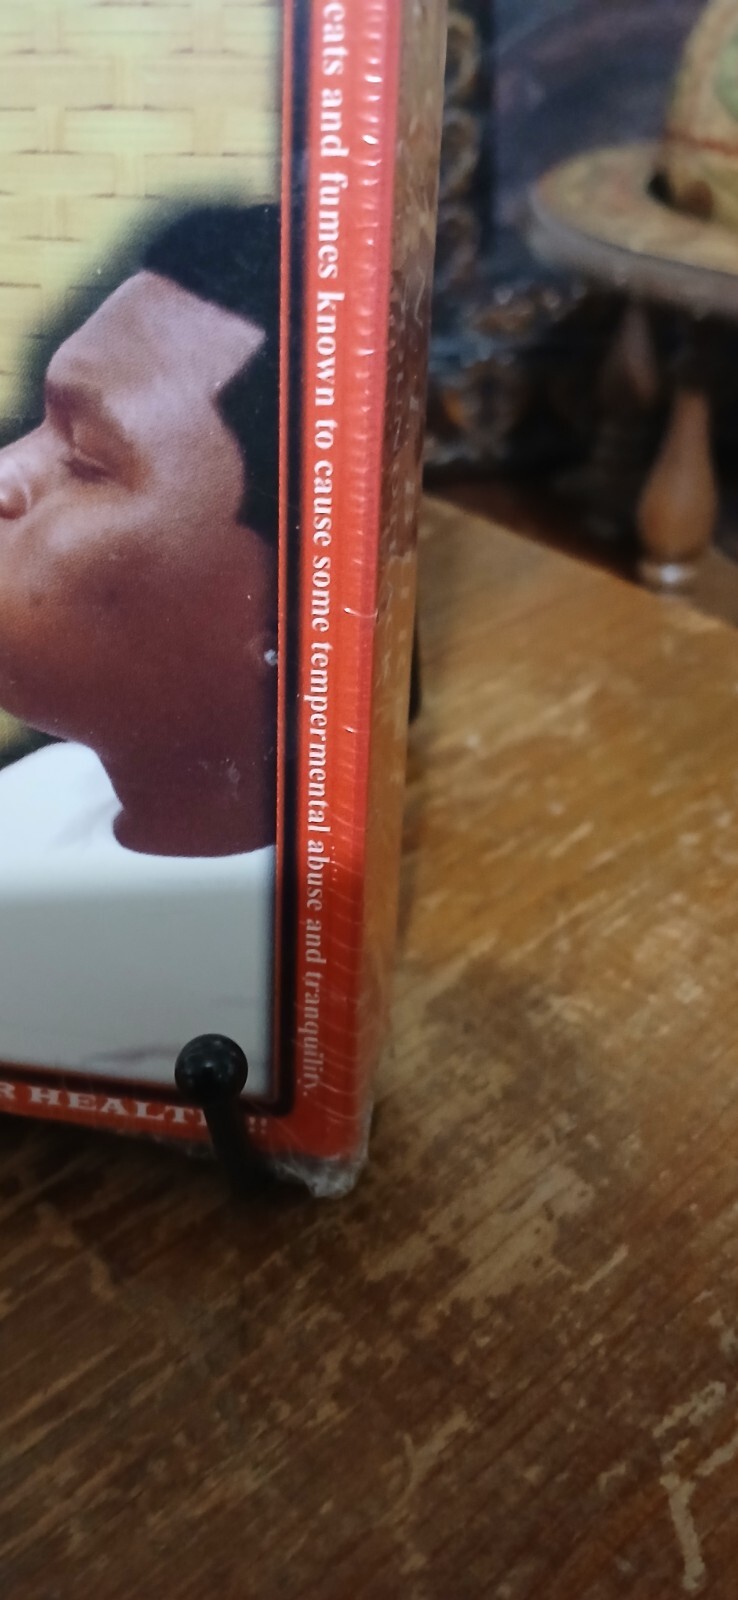 eats and fumes known to cause some tempermental abuse and tranquility.
R HEALTH!!